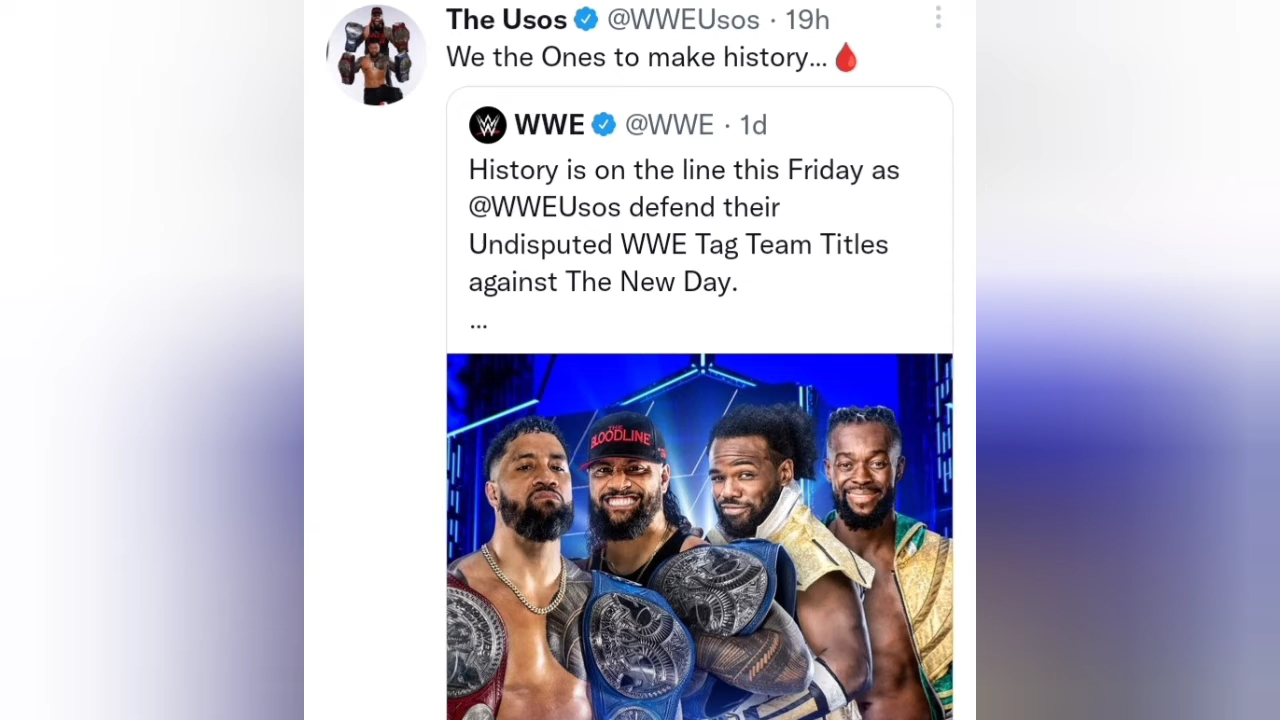 The Usos @WWEUsos · 19h
We the Ones to make history...🩸
WWE @WWE · 1d
History is on the line this Friday as
@WWEUsos defend their
Undisputed WWE Tag Team Titles
against The New Day.
...
THE
BLOODLINE